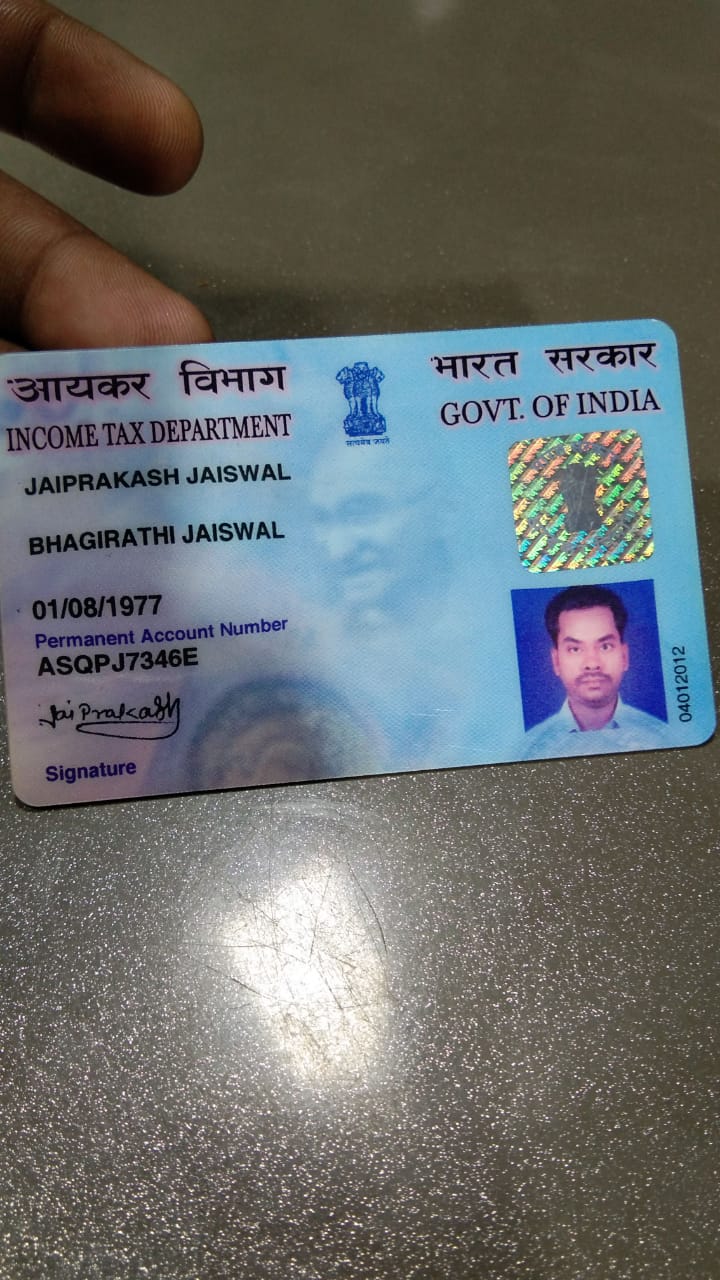 आयकर विभाग
INCOME TAX DEPARTMENT
सत्यमेव जयते
भारत सरकार
GOVT. OF INDIA
JAIPRAKASH JAISWAL
BHAGIRATHI JAISWAL
01/08/1977
Permanent Account Number
ASQPJ7346E
Jai Prakash
Signature
04012012